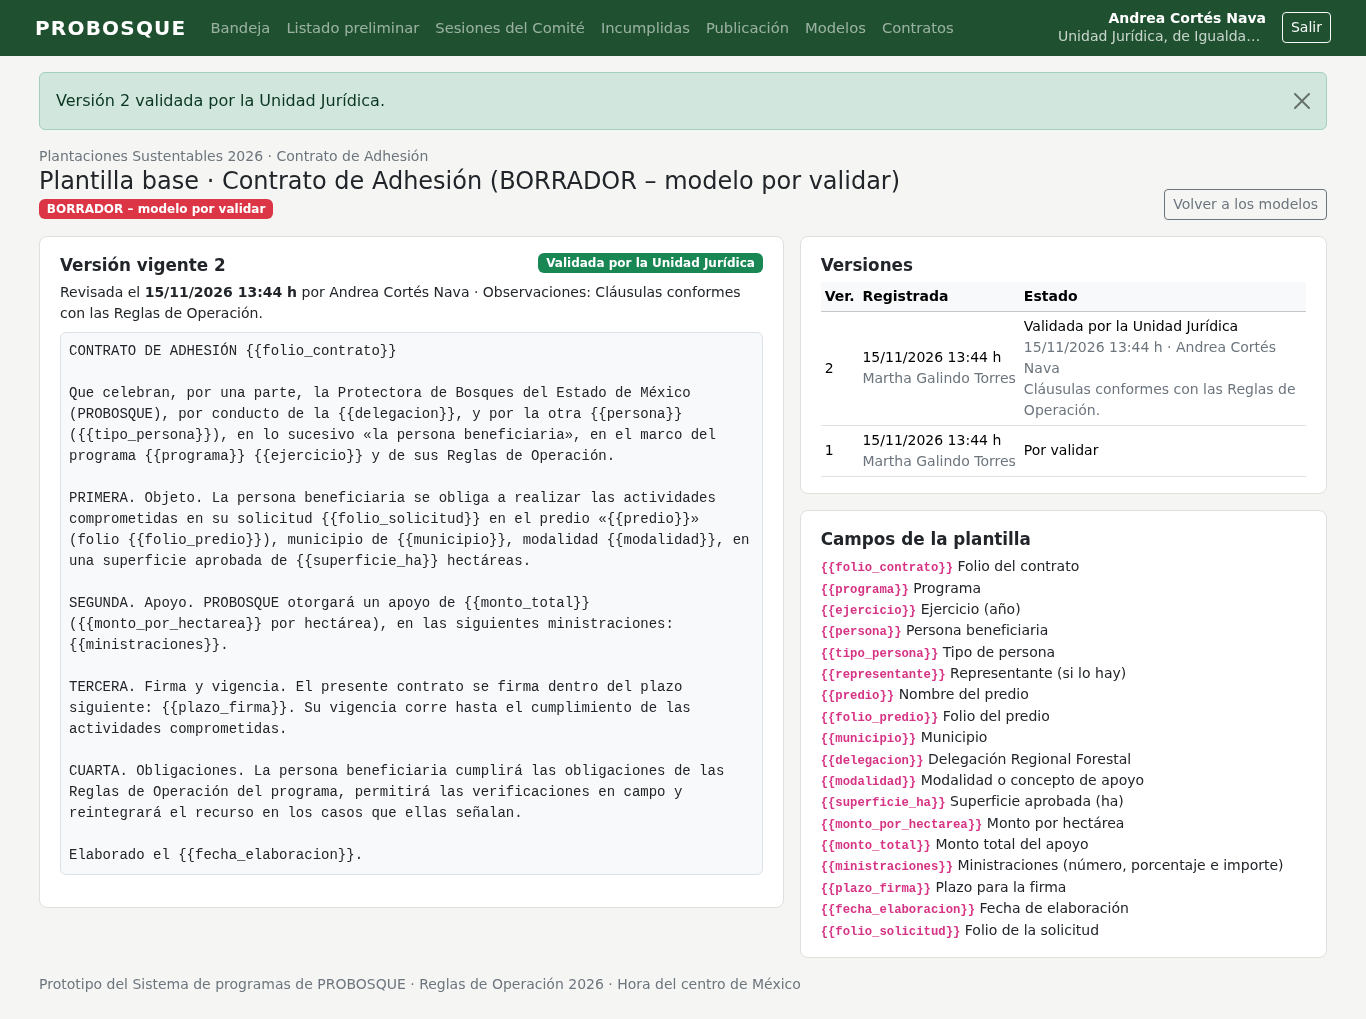 PROBOSQUE
Bandeja
Listado preliminar
Sesiones del Comité
Incumplidas
Publicación
Modelos
Contratos
Andrea Cortés Nava
Unidad Jurídica, de Igualda…
Salir
Versión 2 validada por la Unidad Jurídica.
Plantaciones Sustentables 2026 · Contrato de Adhesión
Plantilla base · Contrato de Adhesión (BORRADOR – modelo por validar)
BORRADOR – modelo por validar
Volver a los modelos
Versión vigente 2
Validada por la Unidad Jurídica
Revisada el 15/11/2026 13:44 h por Andrea Cortés Nava · Observaciones: Cláusulas conformes
con las Reglas de Operación.
CONTRATO DE ADHESIÓN {{folio_contrato}}
Que celebran, por una parte, la Protectora de Bosques del Estado de México
(PROBOSQUE), por conducto de la {{delegacion}}, y por la otra {{persona}}
({{tipo_persona}}), en lo sucesivo «la persona beneficiaria», en el marco del
programa {{programa}} {{ejercicio}} y de sus Reglas de Operación.
PRIMERA. Objeto. La persona beneficiaria se obliga a realizar las actividades
comprometidas en su solicitud {{folio_solicitud}} en el predio «{{predio}}»
(folio {{folio_predio}}), municipio de {{municipio}}, modalidad {{modalidad}}, en
una superficie aprobada de {{superficie_ha}} hectáreas.
SEGUNDA. Apoyo. PROBOSQUE otorgará un apoyo de {{monto_total}}
({{monto_por_hectarea}} por hectárea), en las siguientes ministraciones:
{{ministraciones}}.
TERCERA. Firma y vigencia. El presente contrato se firma dentro del plazo
siguiente: {{plazo_firma}}. Su vigencia corre hasta el cumplimiento de las
actividades comprometidas.
CUARTA. Obligaciones. La persona beneficiaria cumplirá las obligaciones de las
Reglas de Operación del programa, permitirá las verificaciones en campo y
reintegrará el recurso en los casos que ellas señalan.
Elaborado el {{fecha_elaboracion}}.
Versiones
Ver. Registrada Estado
2
15/11/2026 13:44 h
Martha Galindo Torres
Validada por la Unidad Jurídica
15/11/2026 13:44 h · Andrea Cortés
Nava
Cláusulas conformes con las Reglas de
Operación.
1
15/11/2026 13:44 h
Martha Galindo Torres
Por validar
Campos de la plantilla
{{folio_contrato}} Folio del contrato
{{programa}} Programa
{{ejercicio}} Ejercicio (año)
{{persona}} Persona beneficiaria
{{tipo_persona}} Tipo de persona
{{representante}} Representante (si lo hay)
{{predio}} Nombre del predio
{{folio_predio}} Folio del predio
{{municipio}} Municipio
{{delegacion}} Delegación Regional Forestal
{{modalidad}} Modalidad o concepto de apoyo
{{superficie_ha}} Superficie aprobada (ha)
{{monto_por_hectarea}} Monto por hectárea
{{monto_total}} Monto total del apoyo
{{ministraciones}} Ministraciones (número, porcentaje e importe)
{{plazo_firma}} Plazo para la firma
{{fecha_elaboracion}} Fecha de elaboración
{{folio_solicitud}} Folio de la solicitud
Prototipo del Sistema de programas de PROBOSQUE · Reglas de Operación 2026 · Hora del centro de México